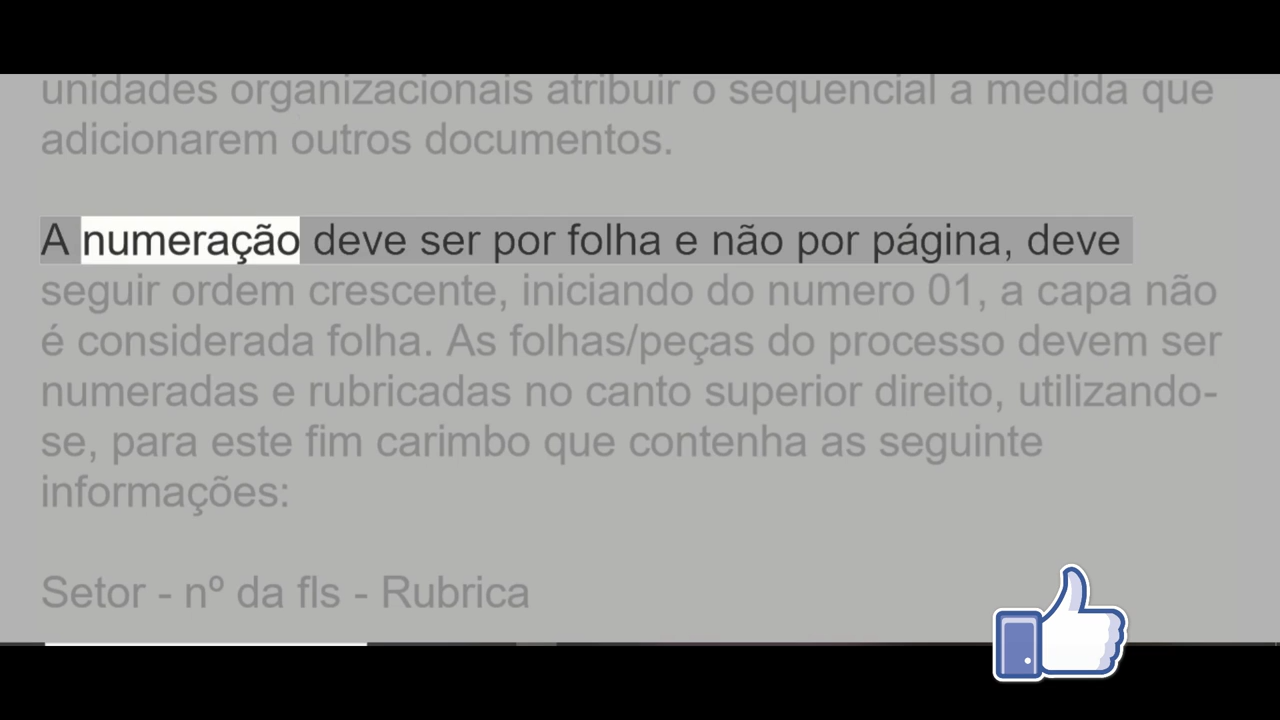 unidades organizacionais atribuir o sequencial a medida que
adicionarem outros documentos.
A numeração deve ser por folha e não por página, deve
seguir ordem crescente, iniciando do numero 01, a capa não
é considerada folha. As folhas/peças do processo devem ser
numeradas e rubricadas no canto superior direito, utilizando-
se, para este fim carimbo que contenha as seguinte
informações:
Setor - nº da fls - Rubrica